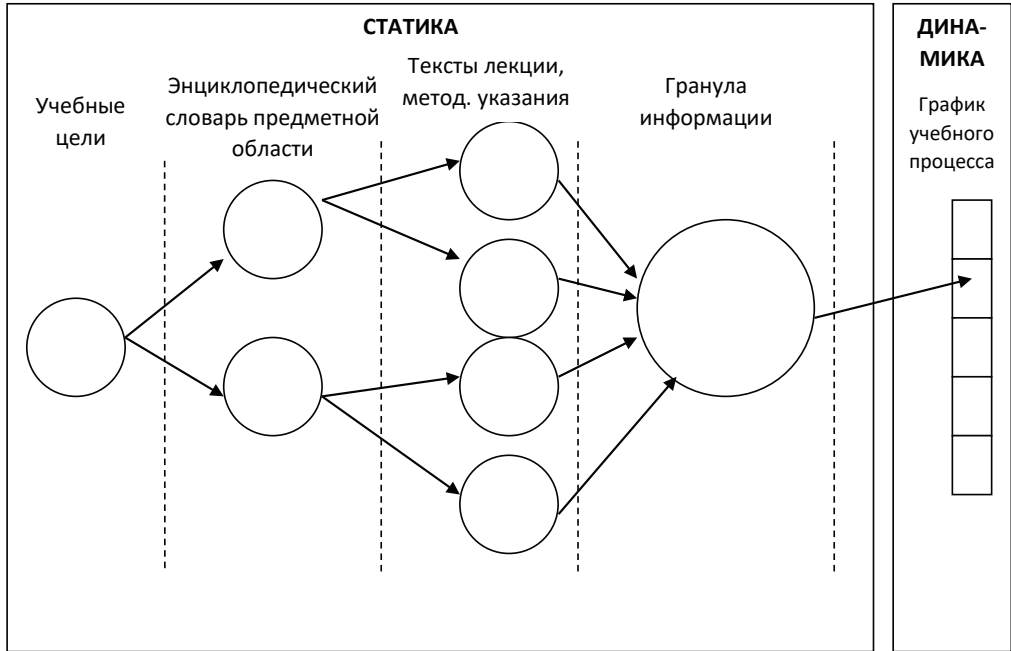 СТАТИКА
Учебные
цели
Энциклопедический
словарь предметной
области
Тексты лекции,
метод. указания
Гранула
информации
ДИНА-
МИКА
График
учебного
процесса